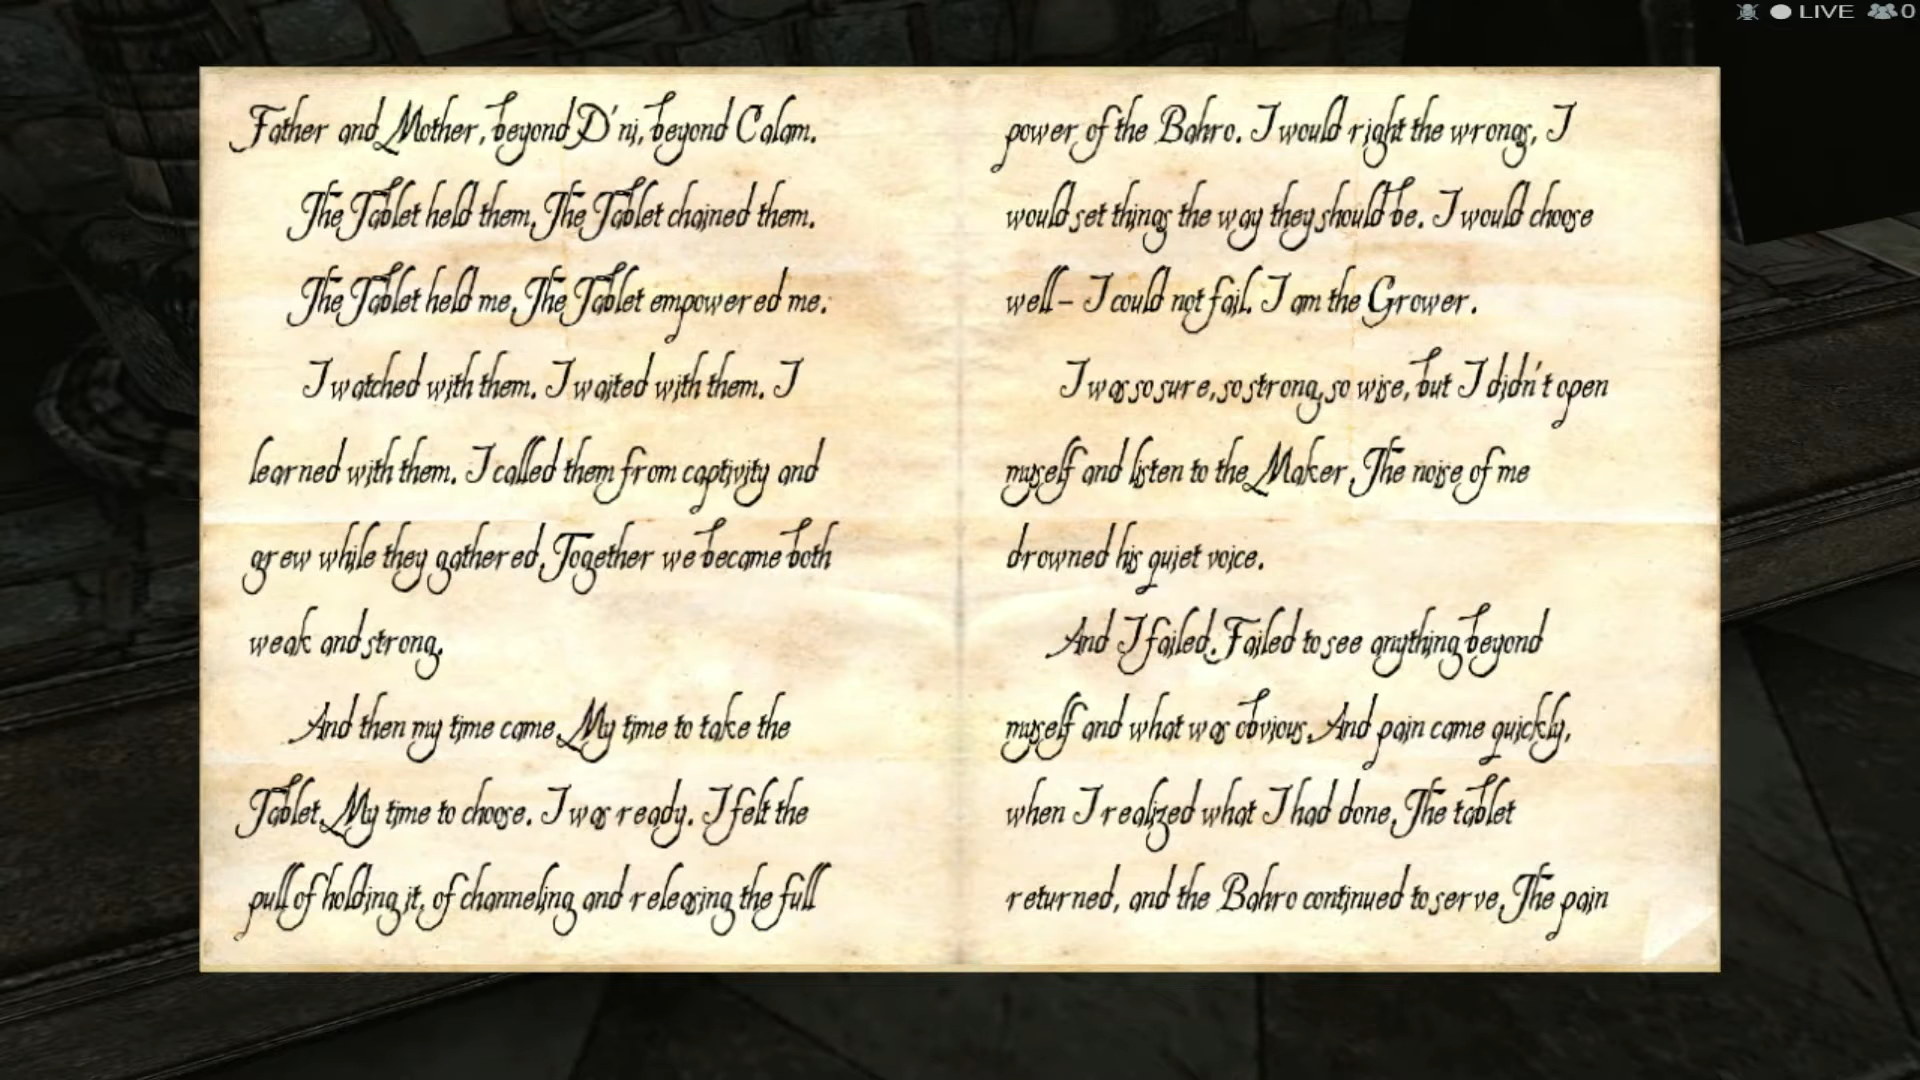 LIVE 0
Father and Mother, beyond D'ni, beyond Calam.
The Tablet held them. The Tablet chained them.
The Tablet held me. The Tablet empowered me.
I watched with them. I waited with them. I
learned with them. I called them from captivity and
grew while they gathered. Together we became both
weak and strong.
And then my time came. My time to take the
Tablet. My time to choose. I was ready. I felt the
pull of holding it, of channeling and releasing the full
power of the Bahro. I would right the wrongs, I
would set things the way they should be. I would choose
well- I could not fail. I am the Grower.
I was so sure, so strong, so wise, but I didn't open
myself and listen to the Maker. The noise of me
drowned his quiet voice.
And I failed. Failed to see anything beyond
myself and what was obvious. And pain came quickly,
when I realized what I had done. The tablet
returned, and the Bahro continued to serve. The pain